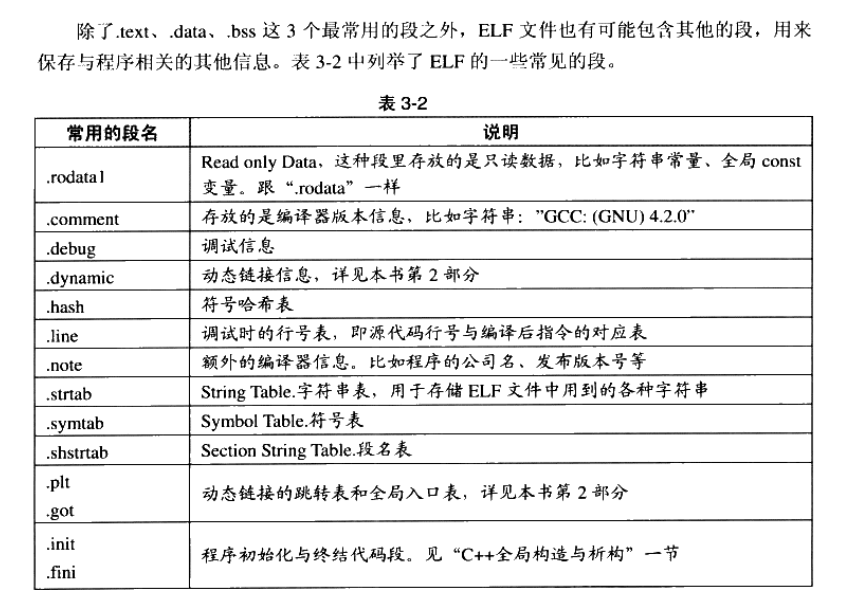 除了.text、.data、.bss 这 3 个最常用的段之外，ELF 文件也有可能包含其他的段，用来
保存与程序相关的其他信息。表 3-2 中列举了 ELF 的一些常见的段。
表 3-2
常用的段名 说明
.rodata1 Read only Data，这种段里存放的是只读数据，比如字符串常量、全局 const
变量。跟“.rodata”一样
.comment 存放的是编译器版本信息，比如字符串：”GCC: (GNU) 4.2.0”
.debug 调试信息
.dynamic 动态链接信息，详见本书第 2 部分
.hash 符号哈希表
.line 调试时的行号表，即源代码行号与编译后指令的对应表
.note 额外的编译器信息。比如程序的公司名、发布版本号等
.strtab String Table.字符串表，用于存储 ELF 文件中用到的各种字符串
.symtab Symbol Table.符号表
.shstrtab Section String Table.段名表
.plt
.got
动态链接的跳转表和全局入口表，详见本书第 2 部分
.init
.fini
程序初始化与终结代码段。见“C++全局构造与析构”一节